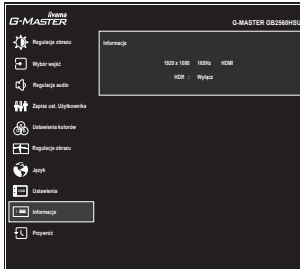 iiyama
G-MASTER
G-MASTER GB2560HSU
Regulacje obrazu
Informacje
Wybór wejść
1920 x 1080 165Hz HDMI
HDR : Wyłącz
Regulacja audio
Zapisz ust. Użytkownika
Ustawienia kolorów
Regulacje obrazu
Język
OSD
Ustawienia
Informacje
Przywróć